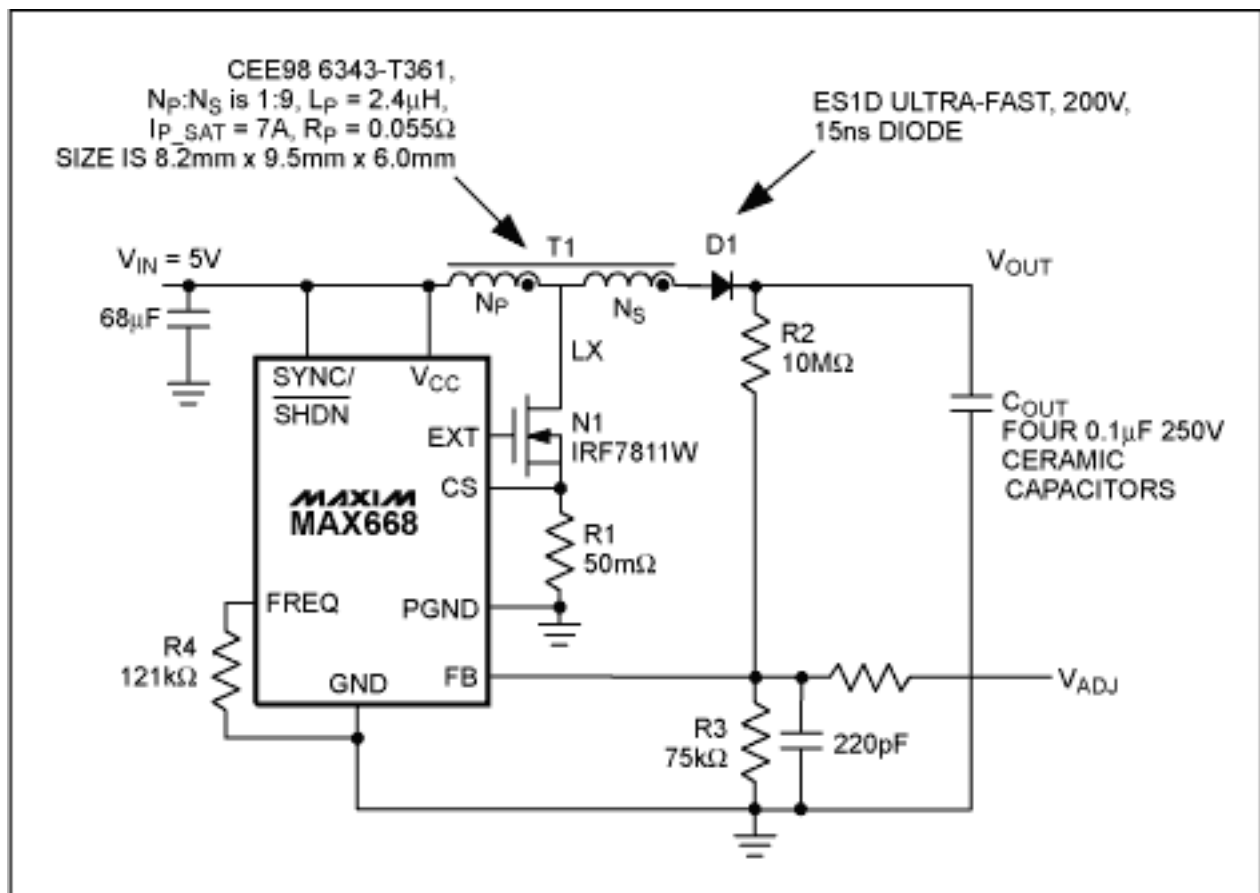 CEE98 6343-T361,
NP:NS is 1:9, LP = 2.4μH,
IP_SAT = 7A, RP = 0.055Ω
SIZE IS 8.2mm x 9.5mm x 6.0mm
ES1D ULTRA-FAST, 200V,
15ns DIODE
T1
D1
VIN = 5V
VOUT
NP
NS
68μF
R2
10MΩ
LX
SYNC/
SHDN
VCC
COUT
FOUR 0.1μF 250V
CERAMIC
CAPACITORS
EXT
N1
IRF7811W
CS
MAXIM
MAX668
R1
50mΩ
FREQ
PGND
R4
121kΩ
GND
FB
VADJ
R3
75kΩ
220pF